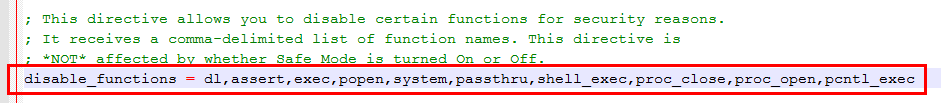 ; This directive allows you to disable certain functions for security reasons.
; It receives a comma-delimited list of function names. This directive is
; *NOT* affected by whether Safe Mode is turned On or Off.
disable_functions = dl,assert,exec,popen,system,passthru,shell_exec,proc_close,proc_open,pcntl_exec